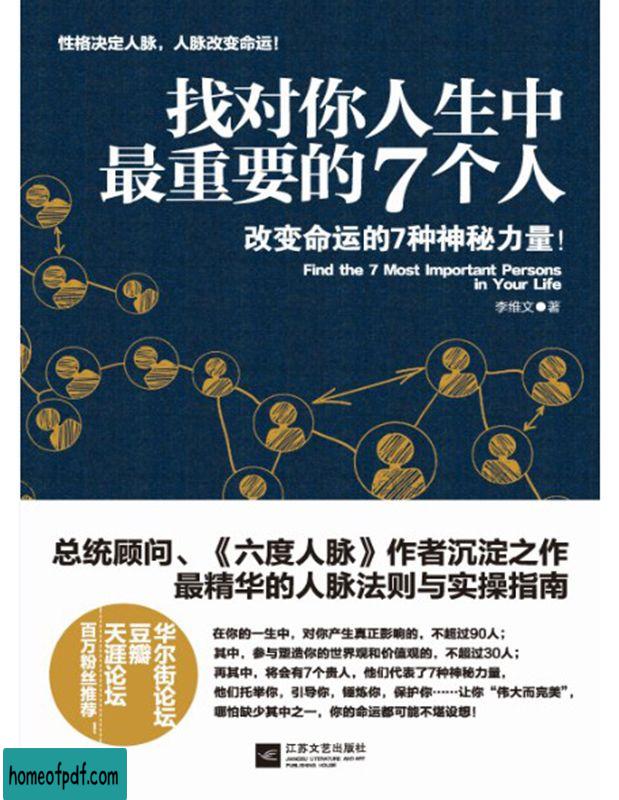 性格决定人脉，人脉改变命运！
找对你人生中
最重要的7个人
改变命运的7种神秘力量！
Find the 7 Most Important Persons
in Your Life
李维文●著
总统顾问、《六度人脉》作者沉淀之作
最精华的人脉法则与实操指南
华尔街论坛
豆瓣
天涯论坛
百万粉丝推荐！
在你的一生中，对你产生真正影响的，不超过90人；
其中，参与塑造你的世界观和价值观的，不超过30人；
再其中，将会有7个贵人，他们代表了7种神秘力量，
他们托举你，引导你，锤炼你，保护你……让你“伟大而完美”，
哪怕缺少其中之一，你的命运都可能不堪设想！
江苏文艺出版社
JIANGSU LITERATURE AND ART
PUBLISHING HOUSE
homeofpdf.com